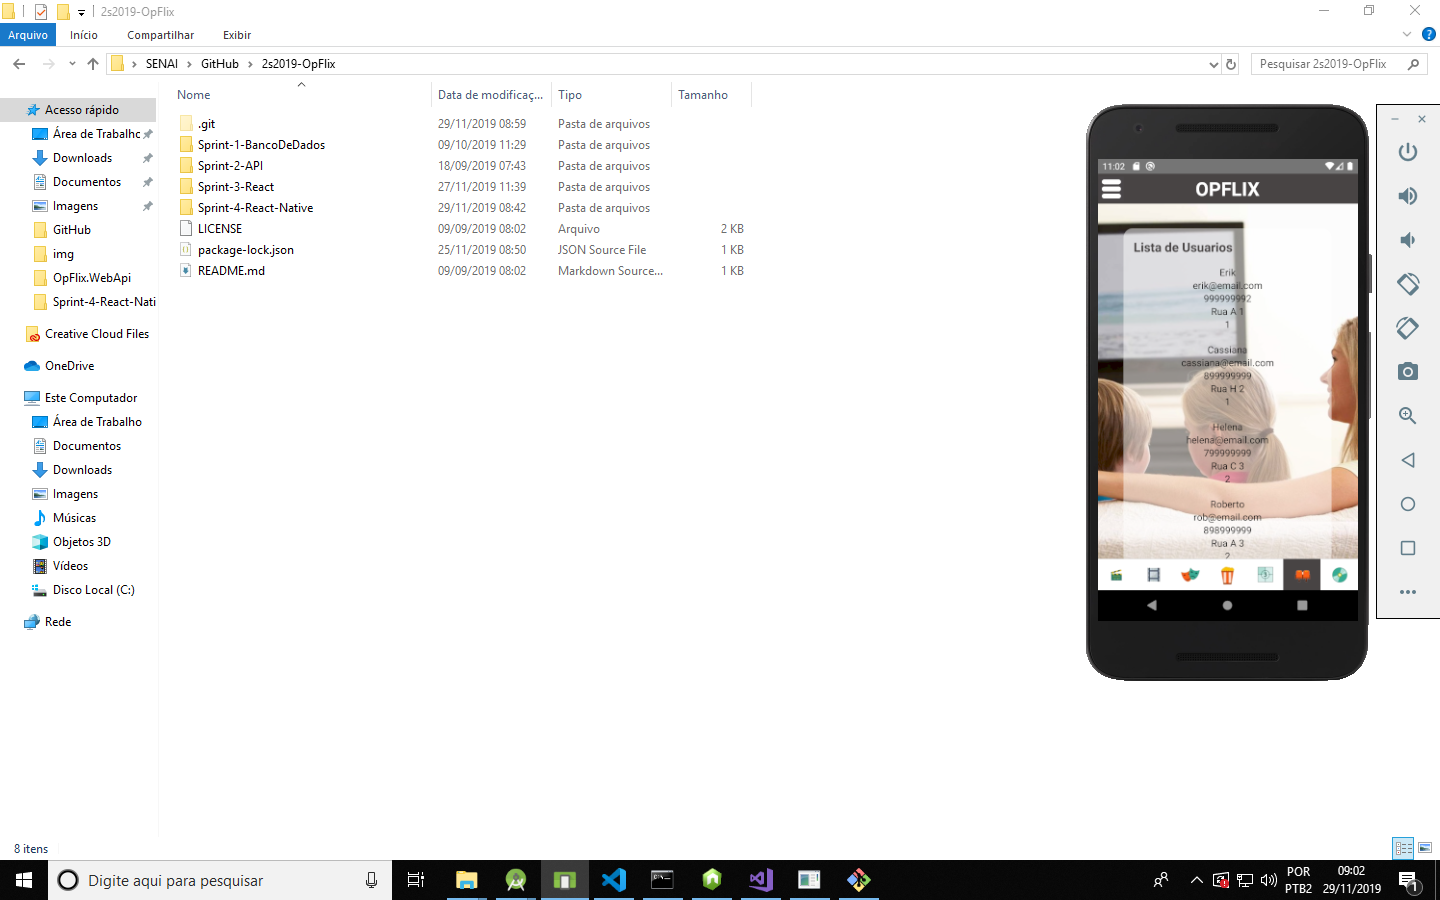 2s2019-OpFlix
Arquivo Início Compartilhar Exibir
SENAI GitHub 2s2019-OpFlix
Pesquisar 2s2019-OpFlix
Nome Data de modificaç... Tipo Tamanho
.git 29/11/2019 08:59 Pasta de arquivos
Sprint-1-BancoDeDados 09/10/2019 11:29 Pasta de arquivos
Sprint-2-API 18/09/2019 07:43 Pasta de arquivos
Sprint-3-React 27/11/2019 11:39 Pasta de arquivos
Sprint-4-React-Native 29/11/2019 08:42 Pasta de arquivos
LICENSE 09/09/2019 08:02 Arquivo 2 KB
package-lock.json 25/11/2019 08:50 JSON Source File 1 KB
README.md 09/09/2019 08:02 Markdown Source... 1 KB
Acesso rápido
Área de Trabalhc
Downloads
Documentos
Imagens
GitHub
img
OpFlix.WebApi
Sprint-4-React-Nati
Creative Cloud Files
OneDrive
Este Computador
Área de Trabalho
Documentos
Downloads
Imagens
Músicas
Objetos 3D
Vídeos
Disco Local (C:)
Rede
8 itens
11:02
OPFLIX
Lista de Usuarios
Erik
erik@email.com
999999992
Rua A 1
1
Cassiana
cassiana@email.com
899999999
Rua H 2
1
Helena
helena@email.com
799999999
Rua C 3
2
Roberto
rob@email.com
898999999
Rua A 3
2
Digite aqui para pesquisar
POR
PTB2
09:02
29/11/2019
1